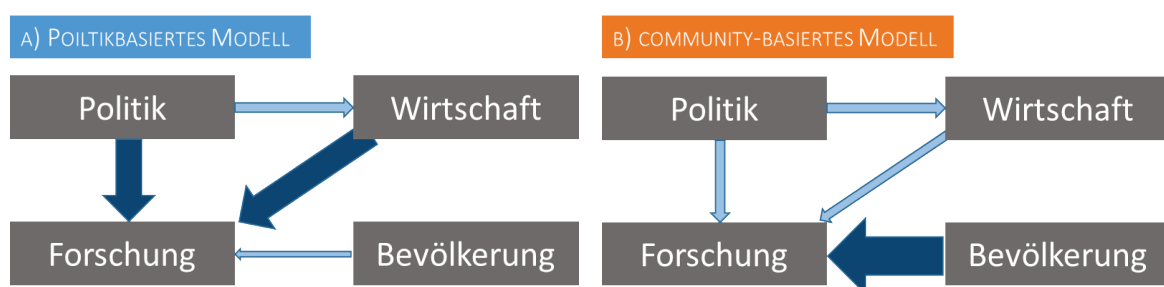 A) POILTIKBASIERTES MODELL
Politik
Wirtschaft
Forschung
Bevölkerung
B) COMMUNITY-BASIERTES MODELL
Politik
Wirtschaft
Forschung
Bevölkerung